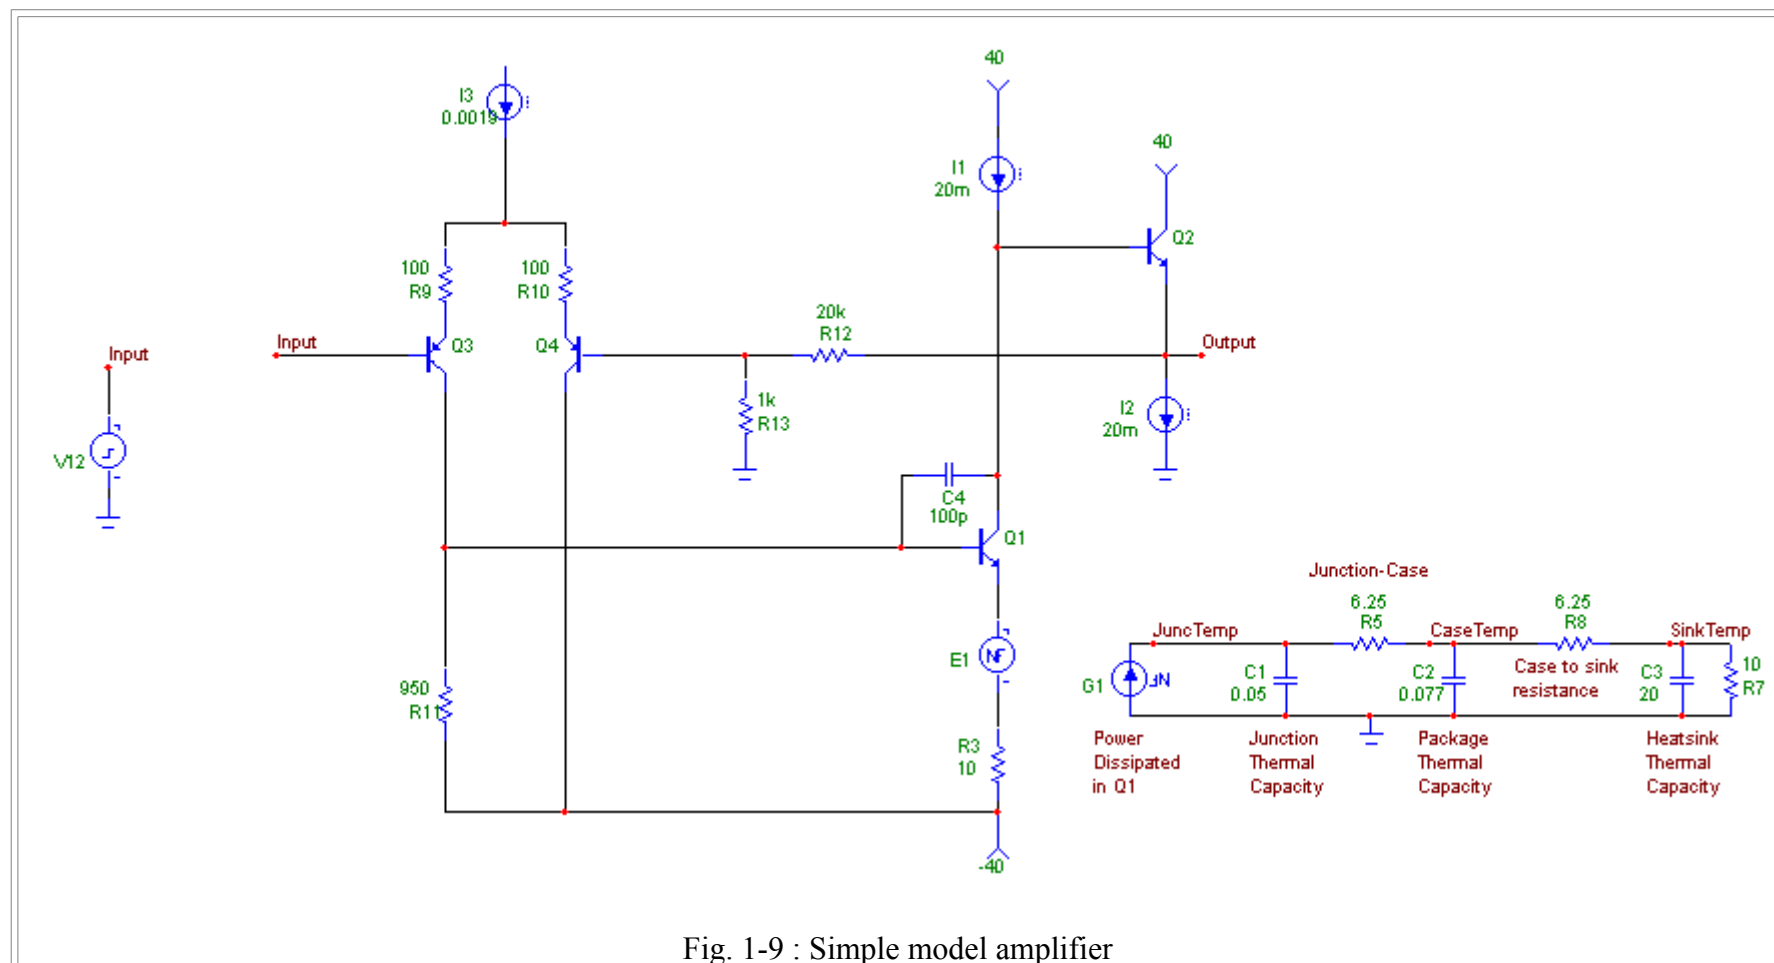 40
I3
0.0019
I1
20m
40
Q2
100
R9
100
R10
20k
R12
Input
Input
Q3
Q4
Output
1k
R13
I2
20m
V12
C4
100p
Q1
Junction-Case
6.25
R5
6.25
R8
JuncTemp
CaseTemp
SinkTemp
E1
NF
G1
NF
C1
0.05
C2
0.077
Case to sink
resistance
C3
20
10
R7
950
R11
R3
10
Power
Dissipated
in Q1
Junction
Thermal
Capacity
Package
Thermal
Capacity
Heatsink
Thermal
Capacity
-40
Fig. 1-9 : Simple model amplifier